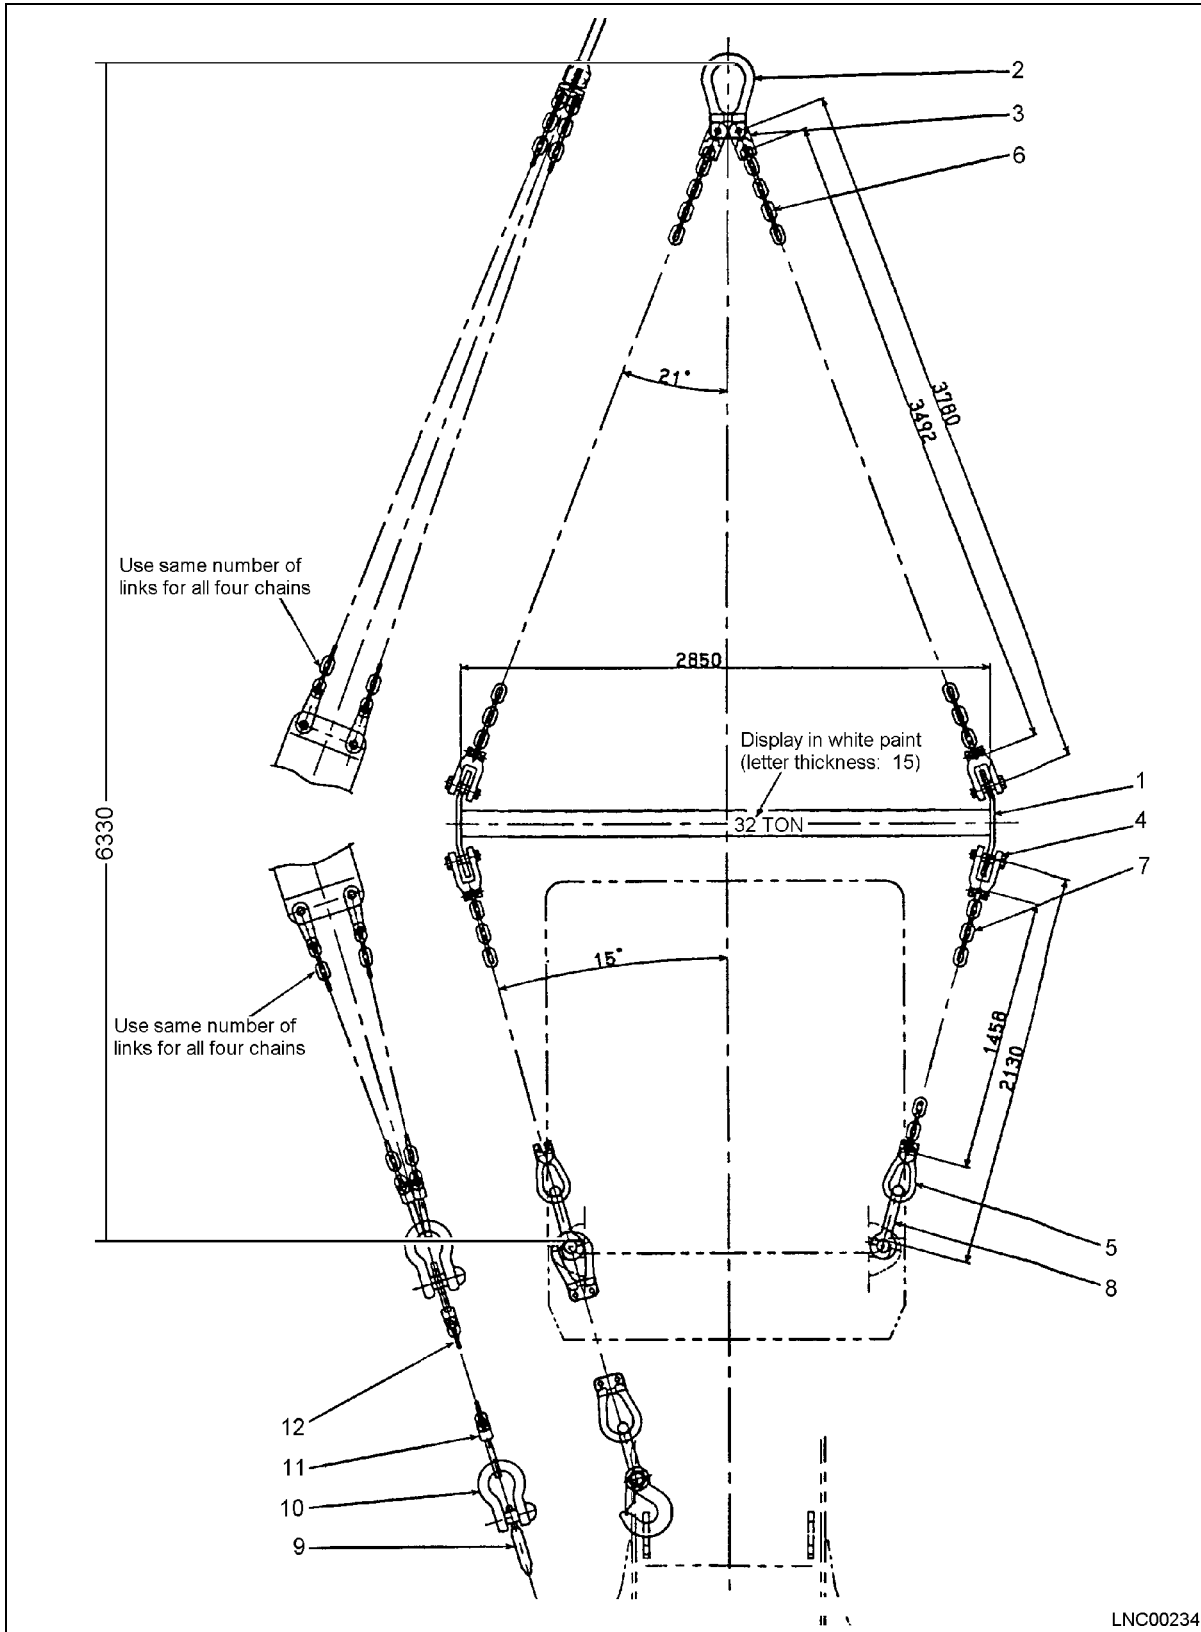 2
3
6
21°
3780
3492
Use same number of
links for all four chains
2850
Display in white paint
(letter thickness: 15)
1
32 TON
4
6330
7
15°
Use same number of
links for all four chains
1458
2130
5
8
12
11
10
9
LNC00234